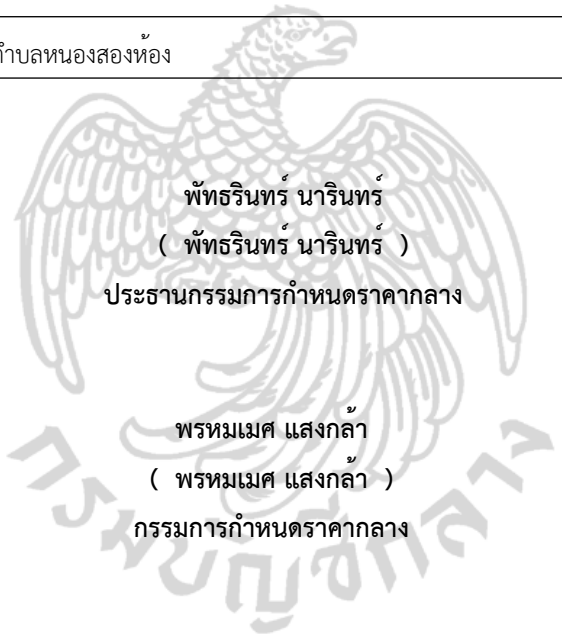 ตำบลหนองสองห้อง
พัทธรินทร์ นารินทร์
( พัทธรินทร์ นารินทร์ )
ประธานกรรมการกำหนดราคากลาง
พรหมเมศ แสงกล้า
( พรหมเมศ แสงกล้า )
กรรมการกำหนดราคากลาง
กรมบัญชีกลาง